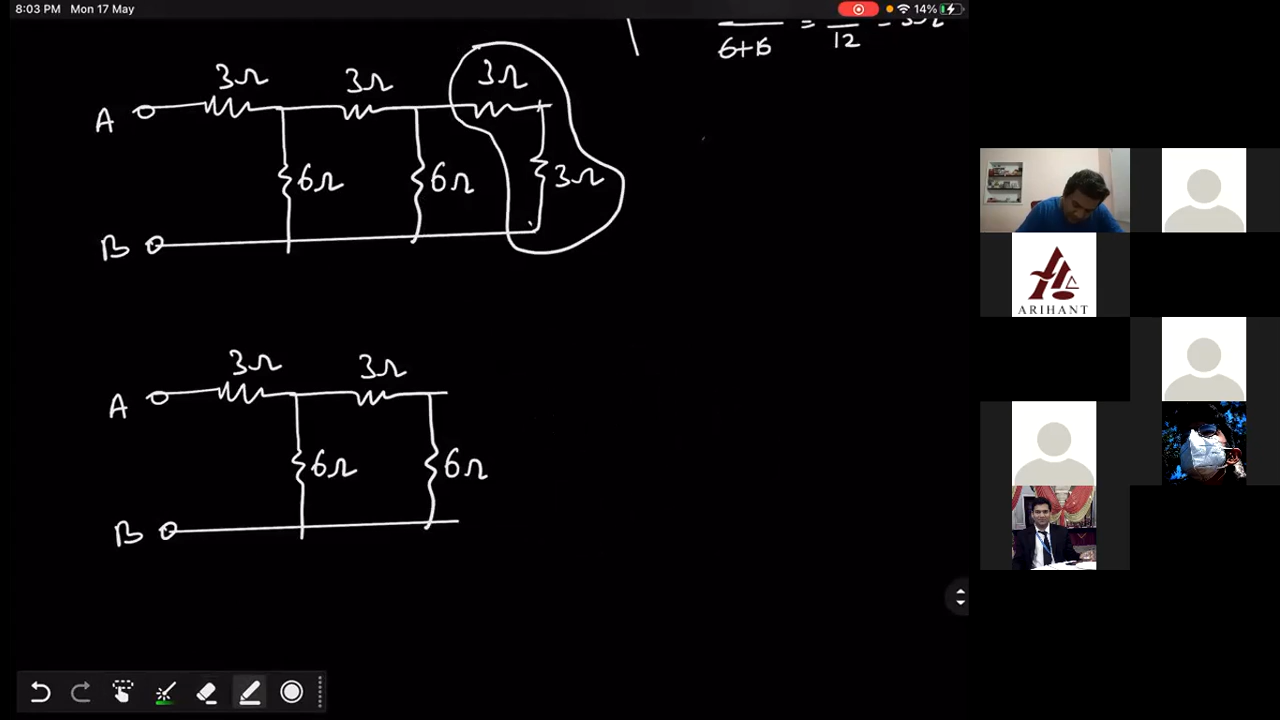 8:03 PM Mon 17 May
14%
6+6 = 12
3Ω 3Ω 3Ω
A
6Ω 6Ω 3Ω
B
3Ω 3Ω
A
6Ω 6Ω
B
ARIHANT